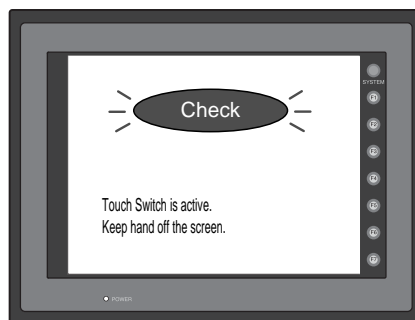 Check
SYSTEM
F1
F2
F3
F4
F5
F6
F7
Touch Switch is active.
Keep hand off the screen.
POWER